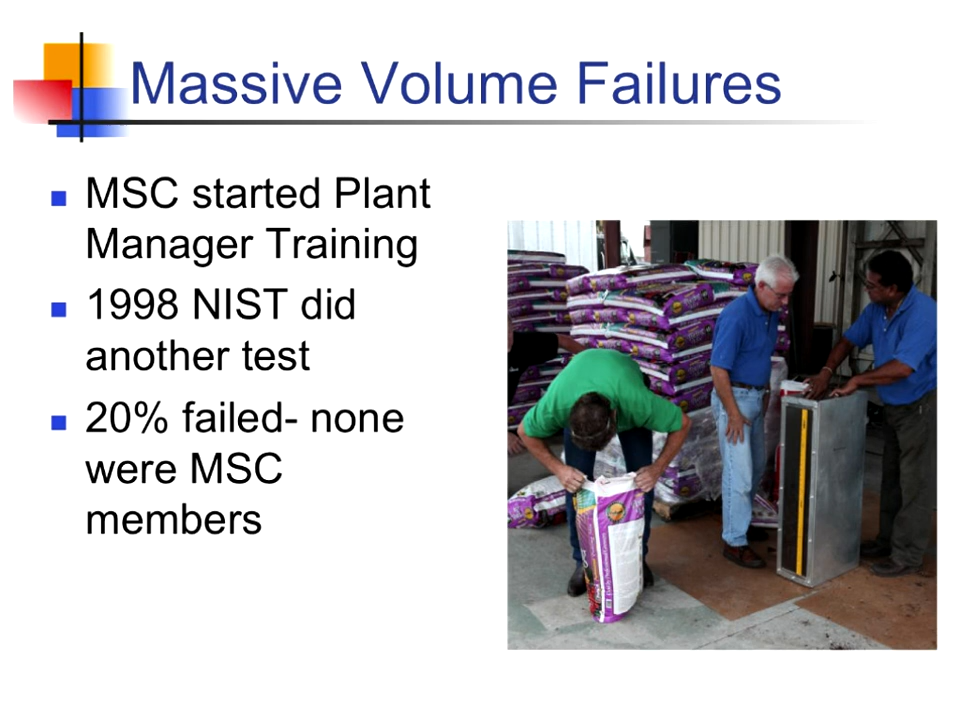 Massive Volume Failures
MSC started Plant
Manager Training
1998 NIST did
another test
20% failed- none
were MSC
members